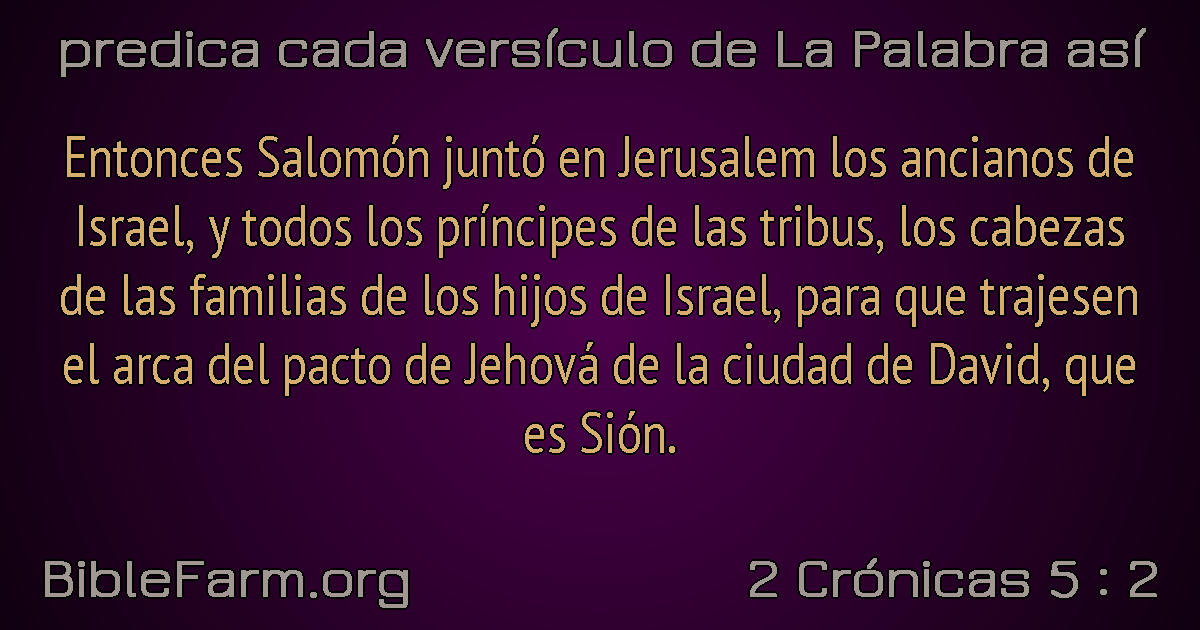 predica cada versículo de La Palabra así
Entonces Salomón juntó en Jerusalem los ancianos de
Israel, y todos los príncipes de las tribus, los cabezas
de las familias de los hijos de Israel, para que trajesen
el arca del pacto de Jehová de la ciudad de David, que
es Sión.
BibleFarm.org
2 Crónicas 5 : 2